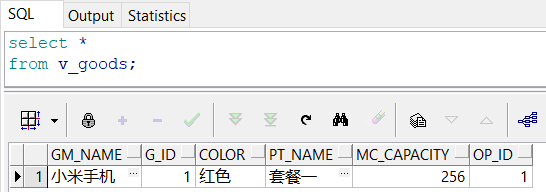 SQL Output Statistics
select *
from v_goods;
GM_NAME G_ID COLOR PT_NAME MC_CAPACITY OP_ID
1 小米手机 ··· 1 红色 套餐一 ··· 256 1